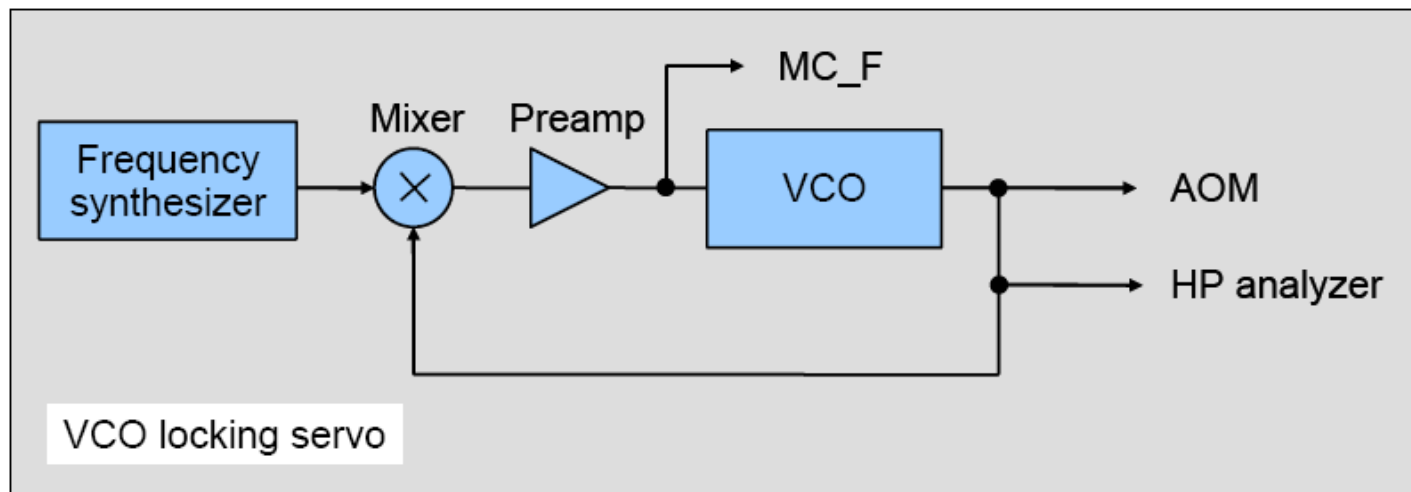 MC_F
Mixer
Preamp
Frequency
synthesizer
VCO
AOM
HP analyzer
VCO locking servo